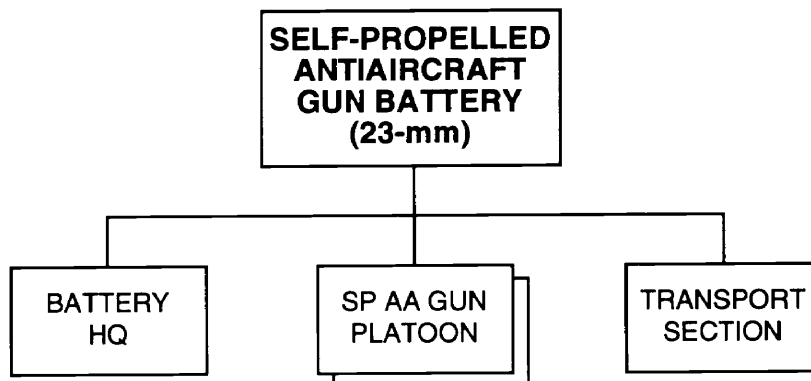 SELF-PROPELLED
ANTIAIRCRAFT
GUN BATTERY
(23-mm)
BATTERY
HQ
SP AA GUN
PLATOON
TRANSPORT
SECTION